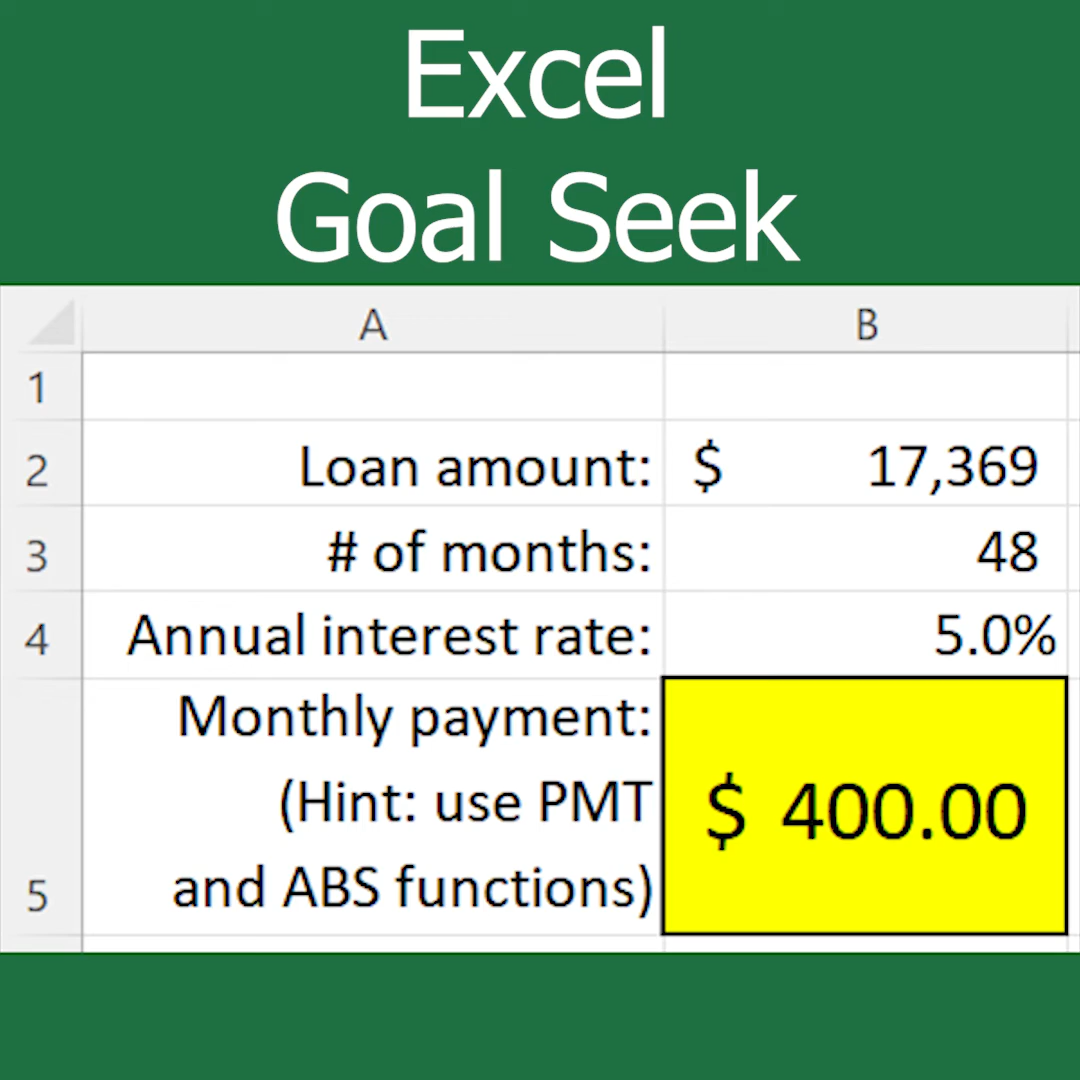 Excel
Goal Seek
A B
1
2 Loan amount: $ 17,369
3 # of months: 48
4 Annual interest rate: 5.0%
Monthly payment:
(Hint: use PMT $ 400.00
5 and ABS functions)